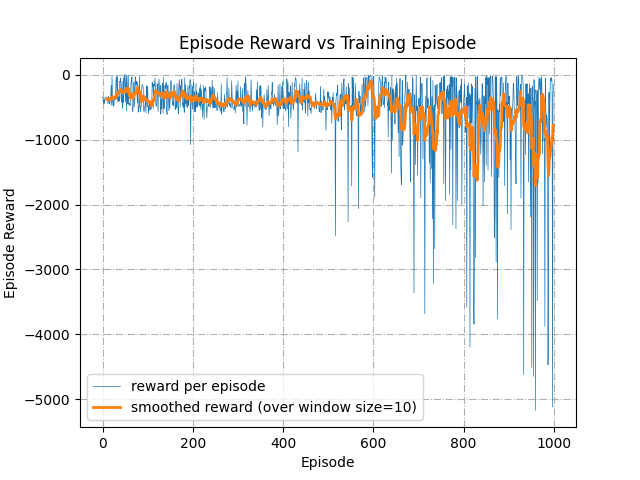 Episode Reward vs Training Episode
0
−1000
−2000
−3000
−4000
−5000
Episode Reward
reward per episode
smoothed reward (over window size=10)
0 200 400 600 800 1000
Episode